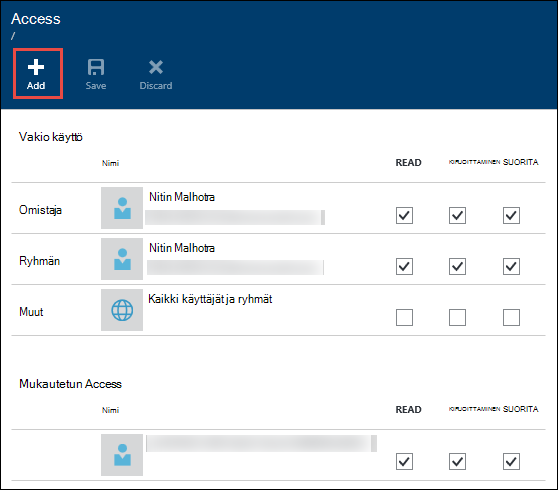 Access
/
Add Save Discard
Vakio käyttö
Nimi READ KIRJOITTAMINEN SUORITA
Nitin Malhotra
Omistaja
Nitin Malhotra
Ryhmän
Kaikki käyttäjät ja ryhmät
Muut
Mukautetun Access
Nimi READ KIRJOITTAMINEN SUORITA